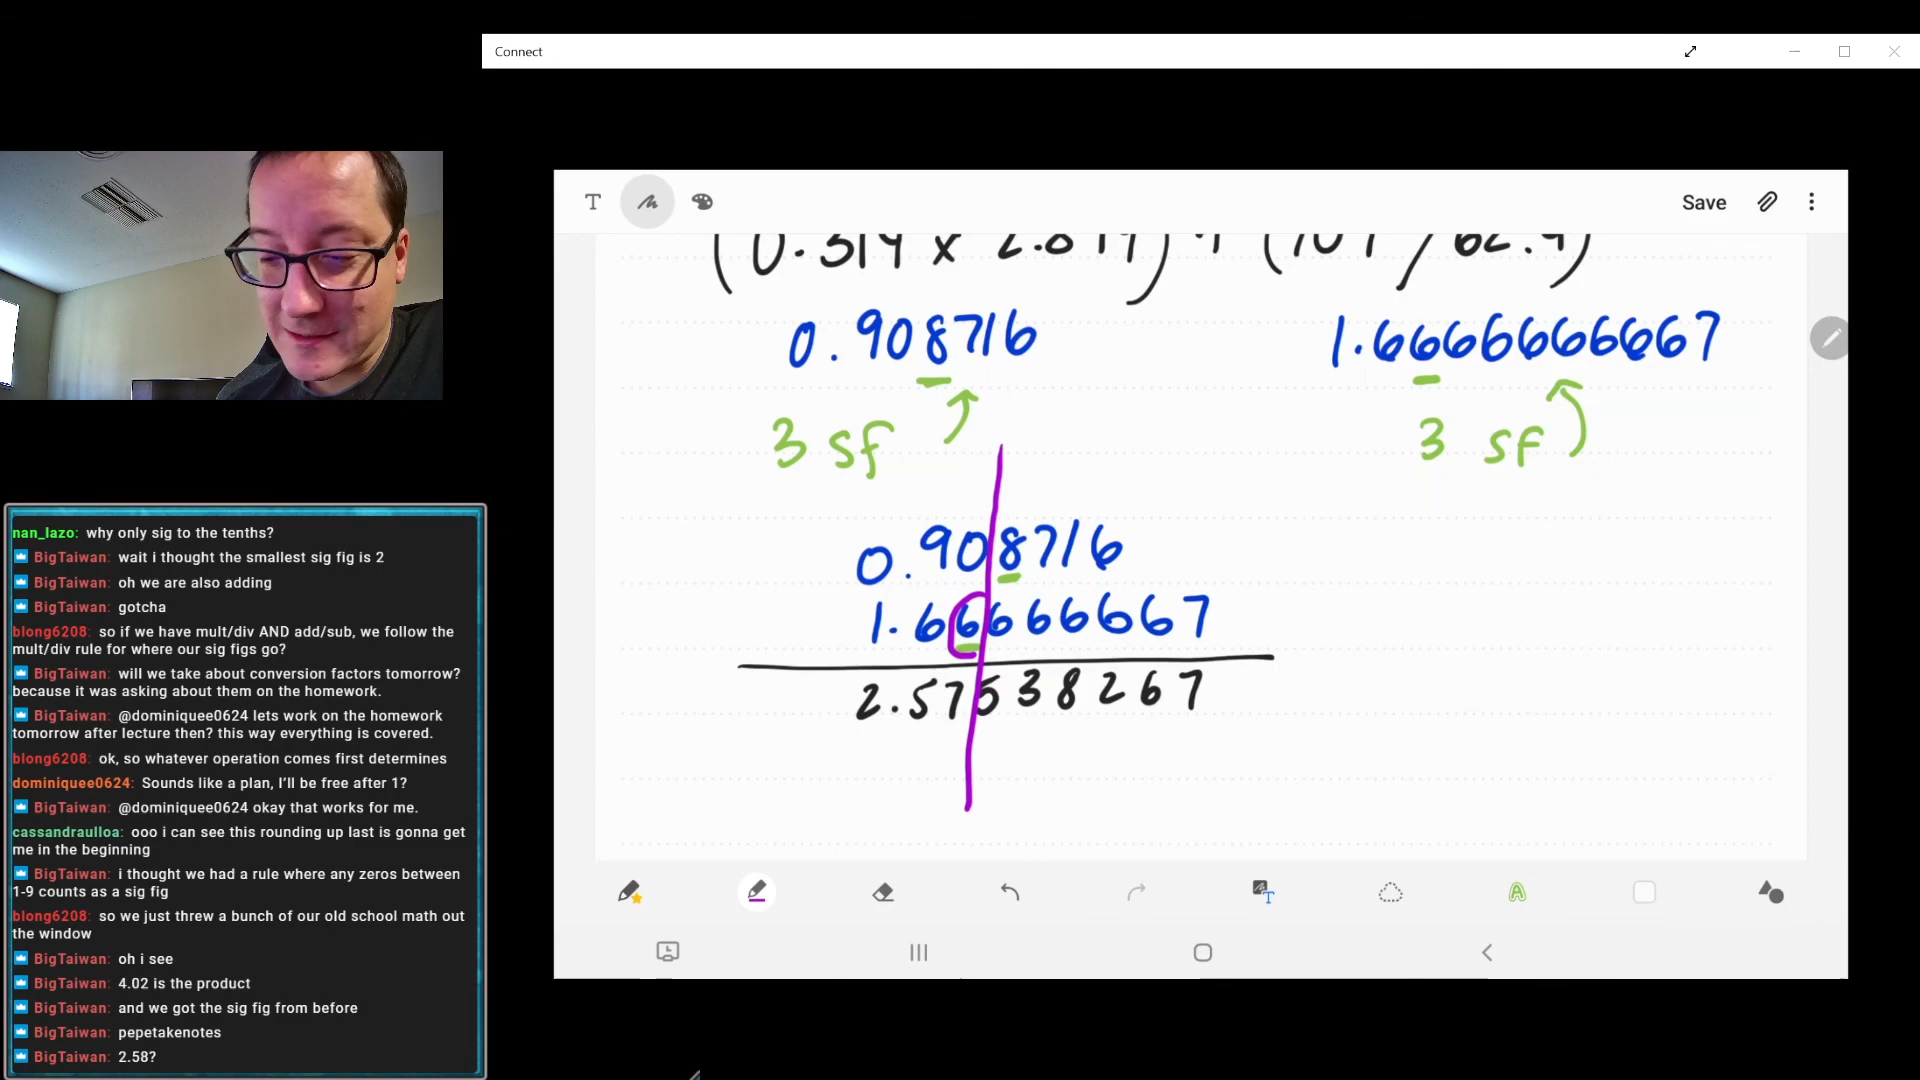 Connect
T
Save
(0.314 x 2.894) + (104 / 62.4)
0.908716
1.6666666667
3 sf
3 sf
0.908716
1.66666667
2.57538267
nan_lazo: why only sig to the tenths?
BigTaiwan: wait i thought the smallest sig fig is 2
BigTaiwan: oh we are also adding
BigTaiwan: gotcha
blong6208: so if we have mult/div AND add/sub, we follow the
mult/div rule for where our sig figs go?
BigTaiwan: will we take about conversion factors tomorrow?
because it was asking about them on the homework.
BigTaiwan: @dominiquee0624 lets work on the homework
tomorrow after lecture then? this way everything is covered.
blong6208: ok, so whatever operation comes first determines
dominiquee0624: Sounds like a plan, I'll be free after 1?
BigTaiwan: @dominiquee0624 okay that works for me.
cassandraulloa: ooo i can see this rounding up last is gonna get
me in the beginning
BigTaiwan: i thought we had a rule where any zeros between
1-9 counts as a sig fig
blong6208: so we just threw a bunch of our old school math out
the window
BigTaiwan: oh i see
BigTaiwan: 4.02 is the product
BigTaiwan: and we got the sig fig from before
BigTaiwan: pepetakenotes
BigTaiwan: 2.58?